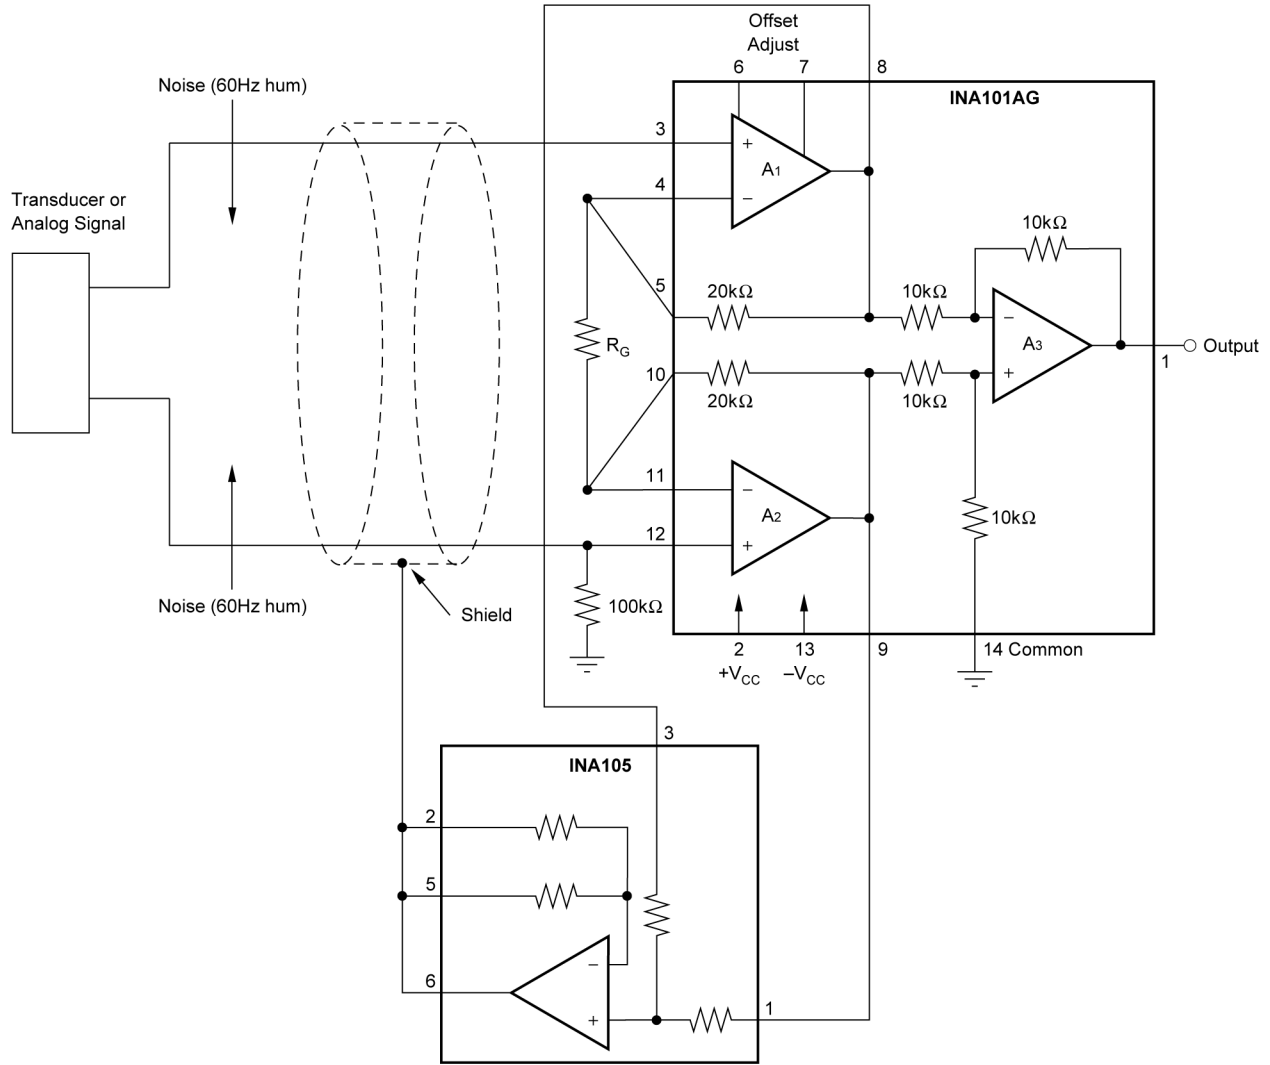 Offset
Adjust
Noise (60Hz hum)
6
7
8
INA101AG
3
+
A1
4
−
Transducer or
Analog Signal
10kΩ
5
20kΩ
10kΩ
−
RG
A3
Output
1
10
+
20kΩ
10kΩ
11
−
A2
12
+
10kΩ
Noise (60Hz hum)
Shield
100kΩ
2
13
9
14 Common
+VCC
–VCC
3
INA105
2
5
−
6
+
1